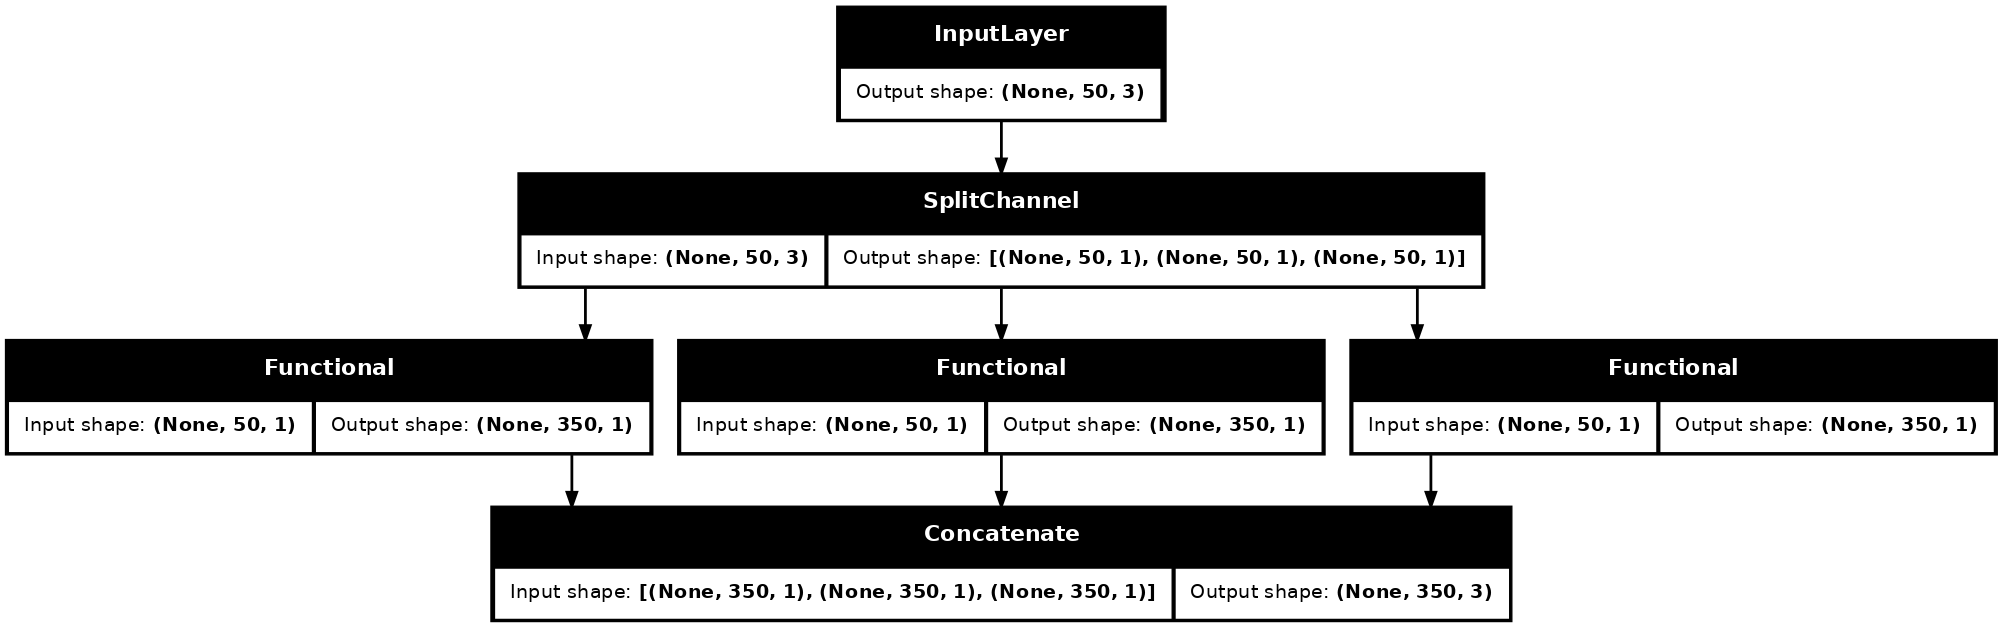 InputLayer
Output shape: (None, 50, 3)
SplitChannel
Input shape: (None, 50, 3) Output shape: [(None, 50, 1), (None, 50, 1), (None, 50, 1)]
Functional Functional Functional
Input shape: (None, 50, 1) Output shape: (None, 350, 1) Input shape: (None, 50, 1) Output shape: (None, 350, 1) Input shape: (None, 50, 1) Output shape: (None, 350, 1)
Concatenate
Input shape: [(None, 350, 1), (None, 350, 1), (None, 350, 1)] Output shape: (None, 350, 3)